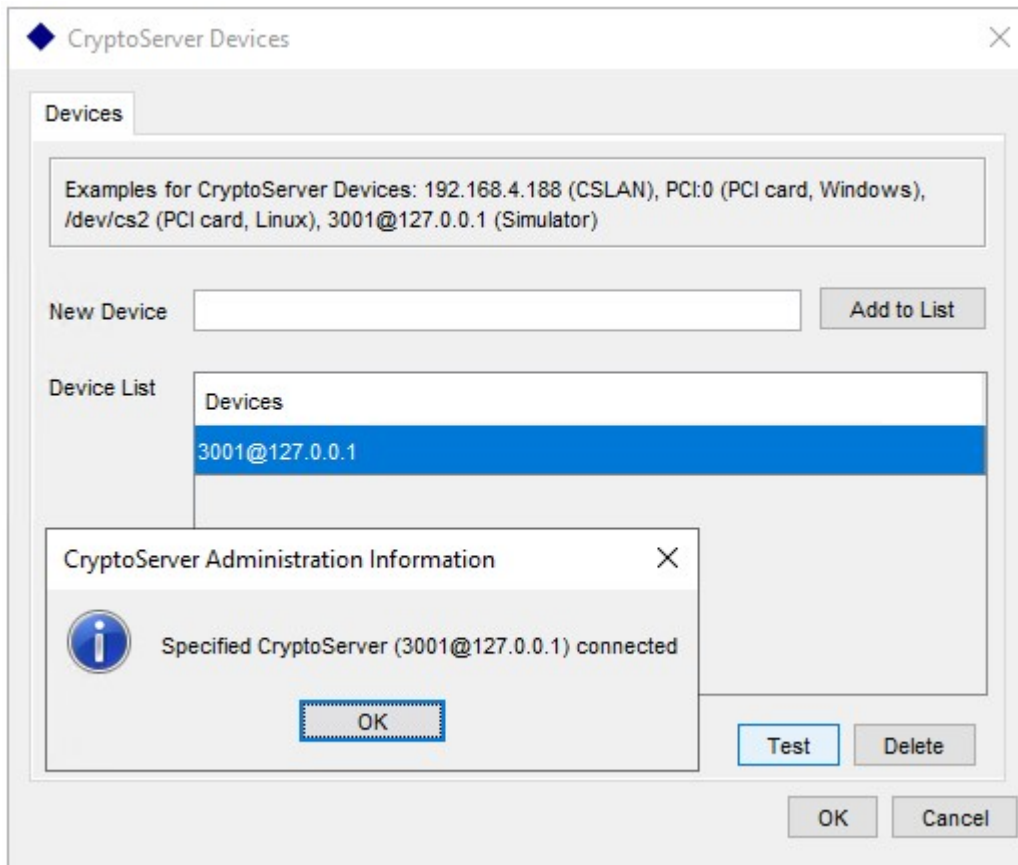 CryptoServer Devices
Devices
Examples for CryptoServer Devices: 192.168.4.188 (CSLAN), PCI:0 (PCI card, Windows),
/dev/cs2 (PCI card, Linux), 3001@127.0.0.1 (Simulator)
New Device
Add to List
Device List
Devices
3001@127.0.0.1
CryptoServer Administration Information
Specified CryptoServer (3001@127.0.0.1) connected
OK
Test
Delete
OK
Cancel